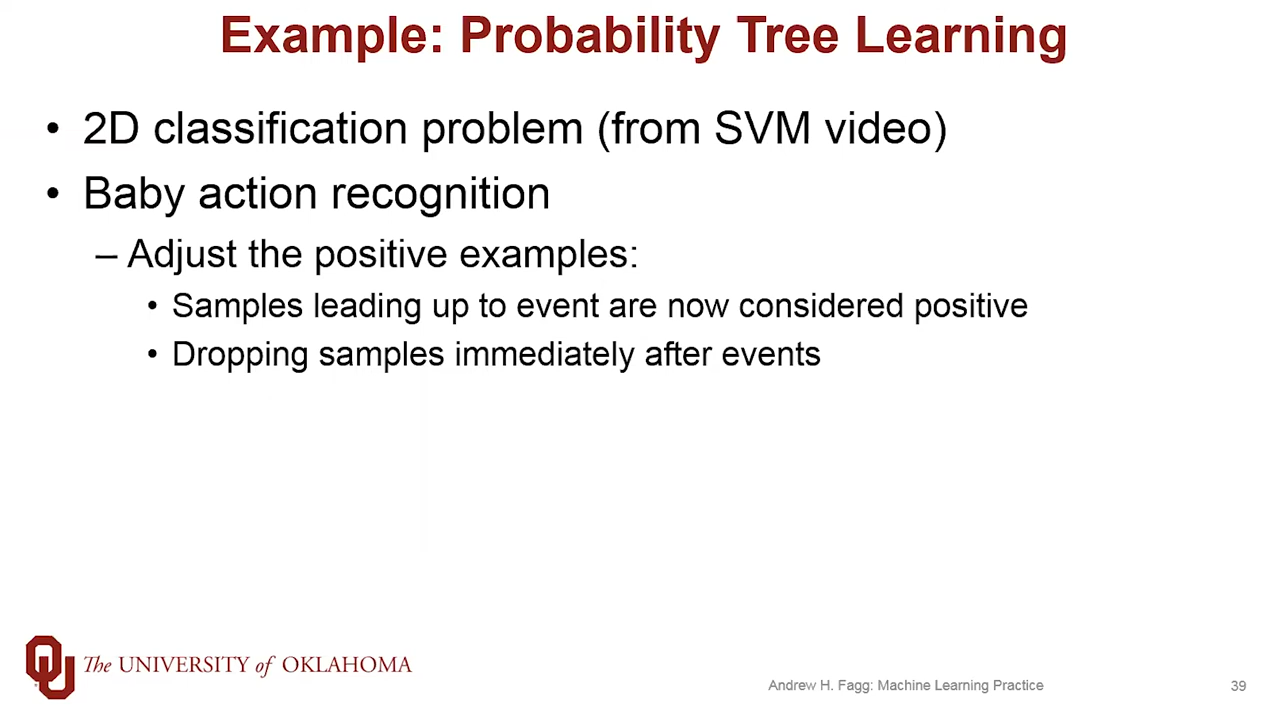 Example: Probability Tree Learning
• 2D classification problem (from SVM video)
• Baby action recognition
– Adjust the positive examples:
• Samples leading up to event are now considered positive
• Dropping samples immediately after events
The UNIVERSITY of OKLAHOMA
Andrew H. Fagg: Machine Learning Practice
39